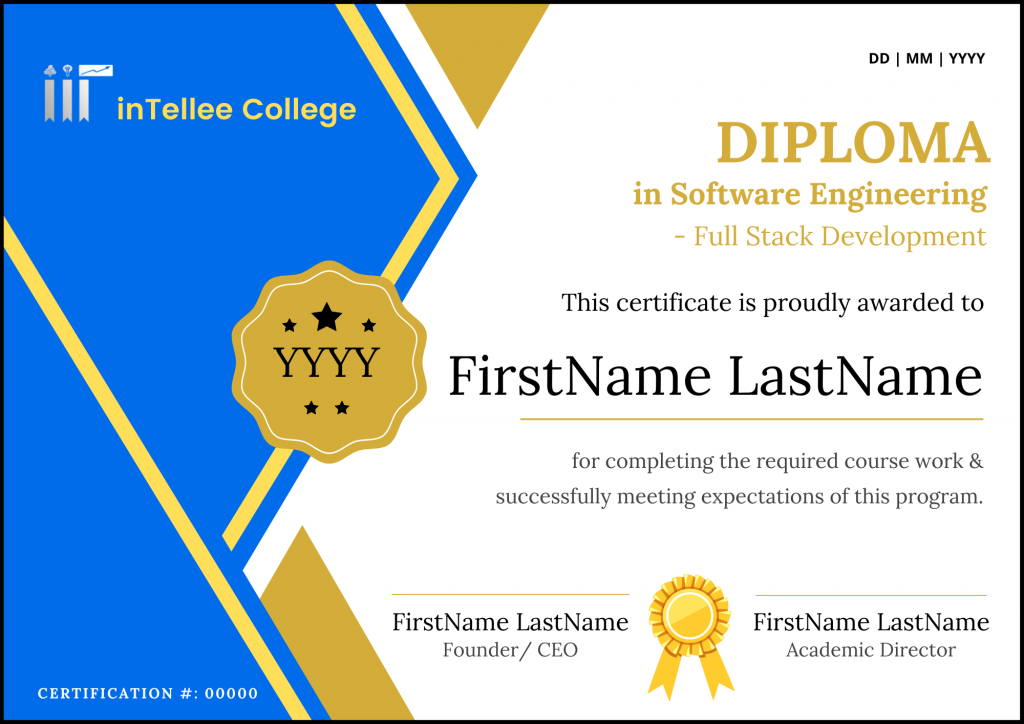 inTellee College
DD | MM | YYYY
DIPLOMA
in Software Engineering
- Full Stack Development
This certificate is proudly awarded to
YYYY
FirstName LastName
for completing the required course work &
successfully meeting expectations of this program.
FirstName LastName
Founder/ CEO
FirstName LastName
Academic Director
CERTIFICATION #: 00000